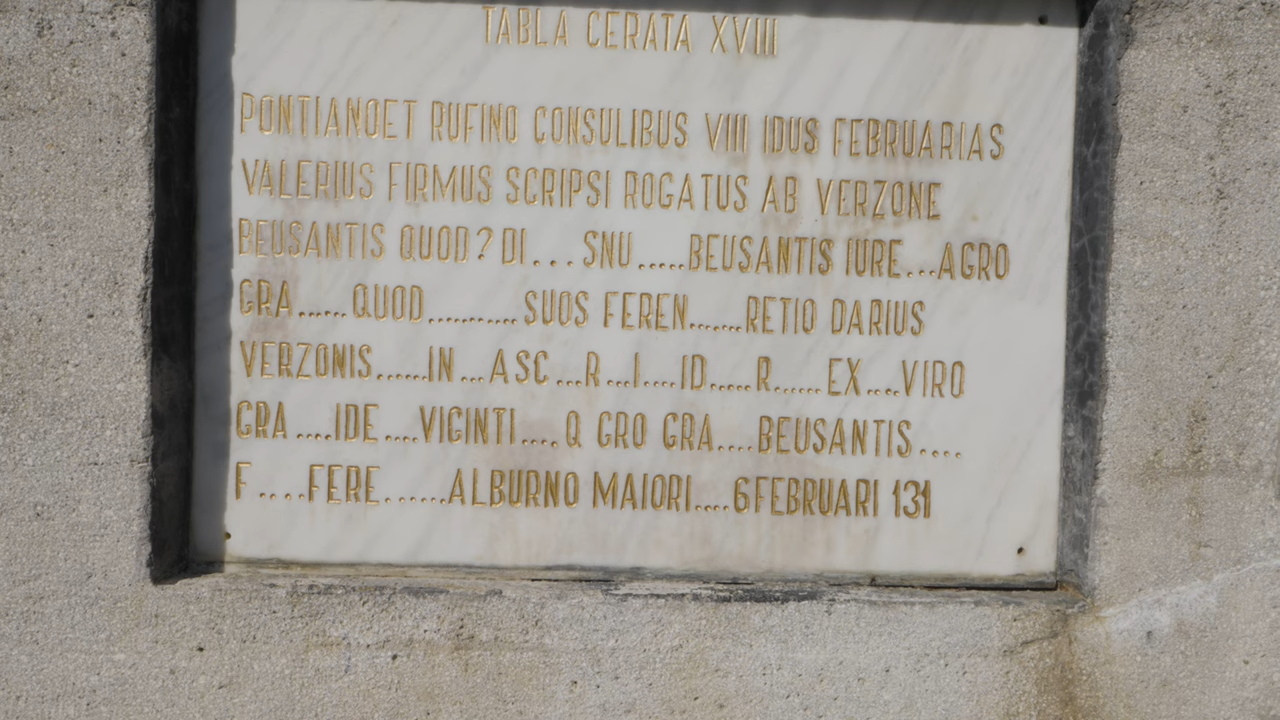 TABLA CERATA XVIII
PONTIANOET RUFINO CONSULIBUS VIII IDUS FEBRUARIAS
VALERIUS FIRMUS SCRIPSI ROGATUS AB VERZONE
BEUSANTIS QUOD? DI...SNU.....BEUSANTIS IURE...AGRO
GRA......QUOD..........SUOS FEREN.......RETIO DARIUS
VERZONIS......IN...ASC...R...I....ID.....R......EX....VIRO
GRA....IDE....VIGINTI....Q GRO GRA....BEUSANTIS....
F....FERE.......ALBURNO MAIORI....6FEBRUARI 131